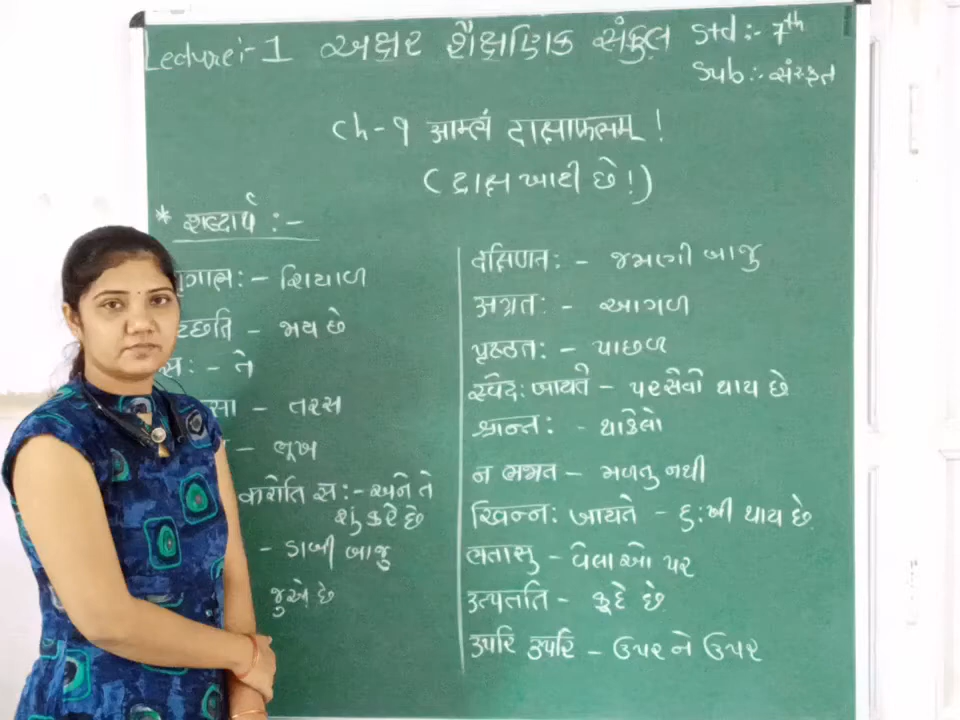 Lecture:- 1 અક્ષર શૈક્ષણિક સંકુલ Std :- 7th
Sub :- સંસ્કૃત
Ch - 9 आम्लं द्राक्षाफलम् !
( દ્રાક્ષ ખાટી છે ! )
* शब्दार्थ :-
गालः - શિયાળ
च्छति - જાય છે
सः - તે
सा - તરસ
- ભૂખ
करोति सः - અને તે
શું કરે છે
- ડાબી બાજુ
જુએ છે
दक्षिणतः - જમણી બાજુ
अग्रतः - આગળ
पृष्ठतः - પાછળ
स्वेदः जायते - પરસેવો થાય છે
श्रान्तः - થાકેલો
न लभत - મળતુ નથી
खिन्नः जायते - દુઃખી થાય છે
लतासु - વેલાઓ પર
उत्पतति - કૂદે છે
उपरि उपरि - ઉપર ને ઉપર